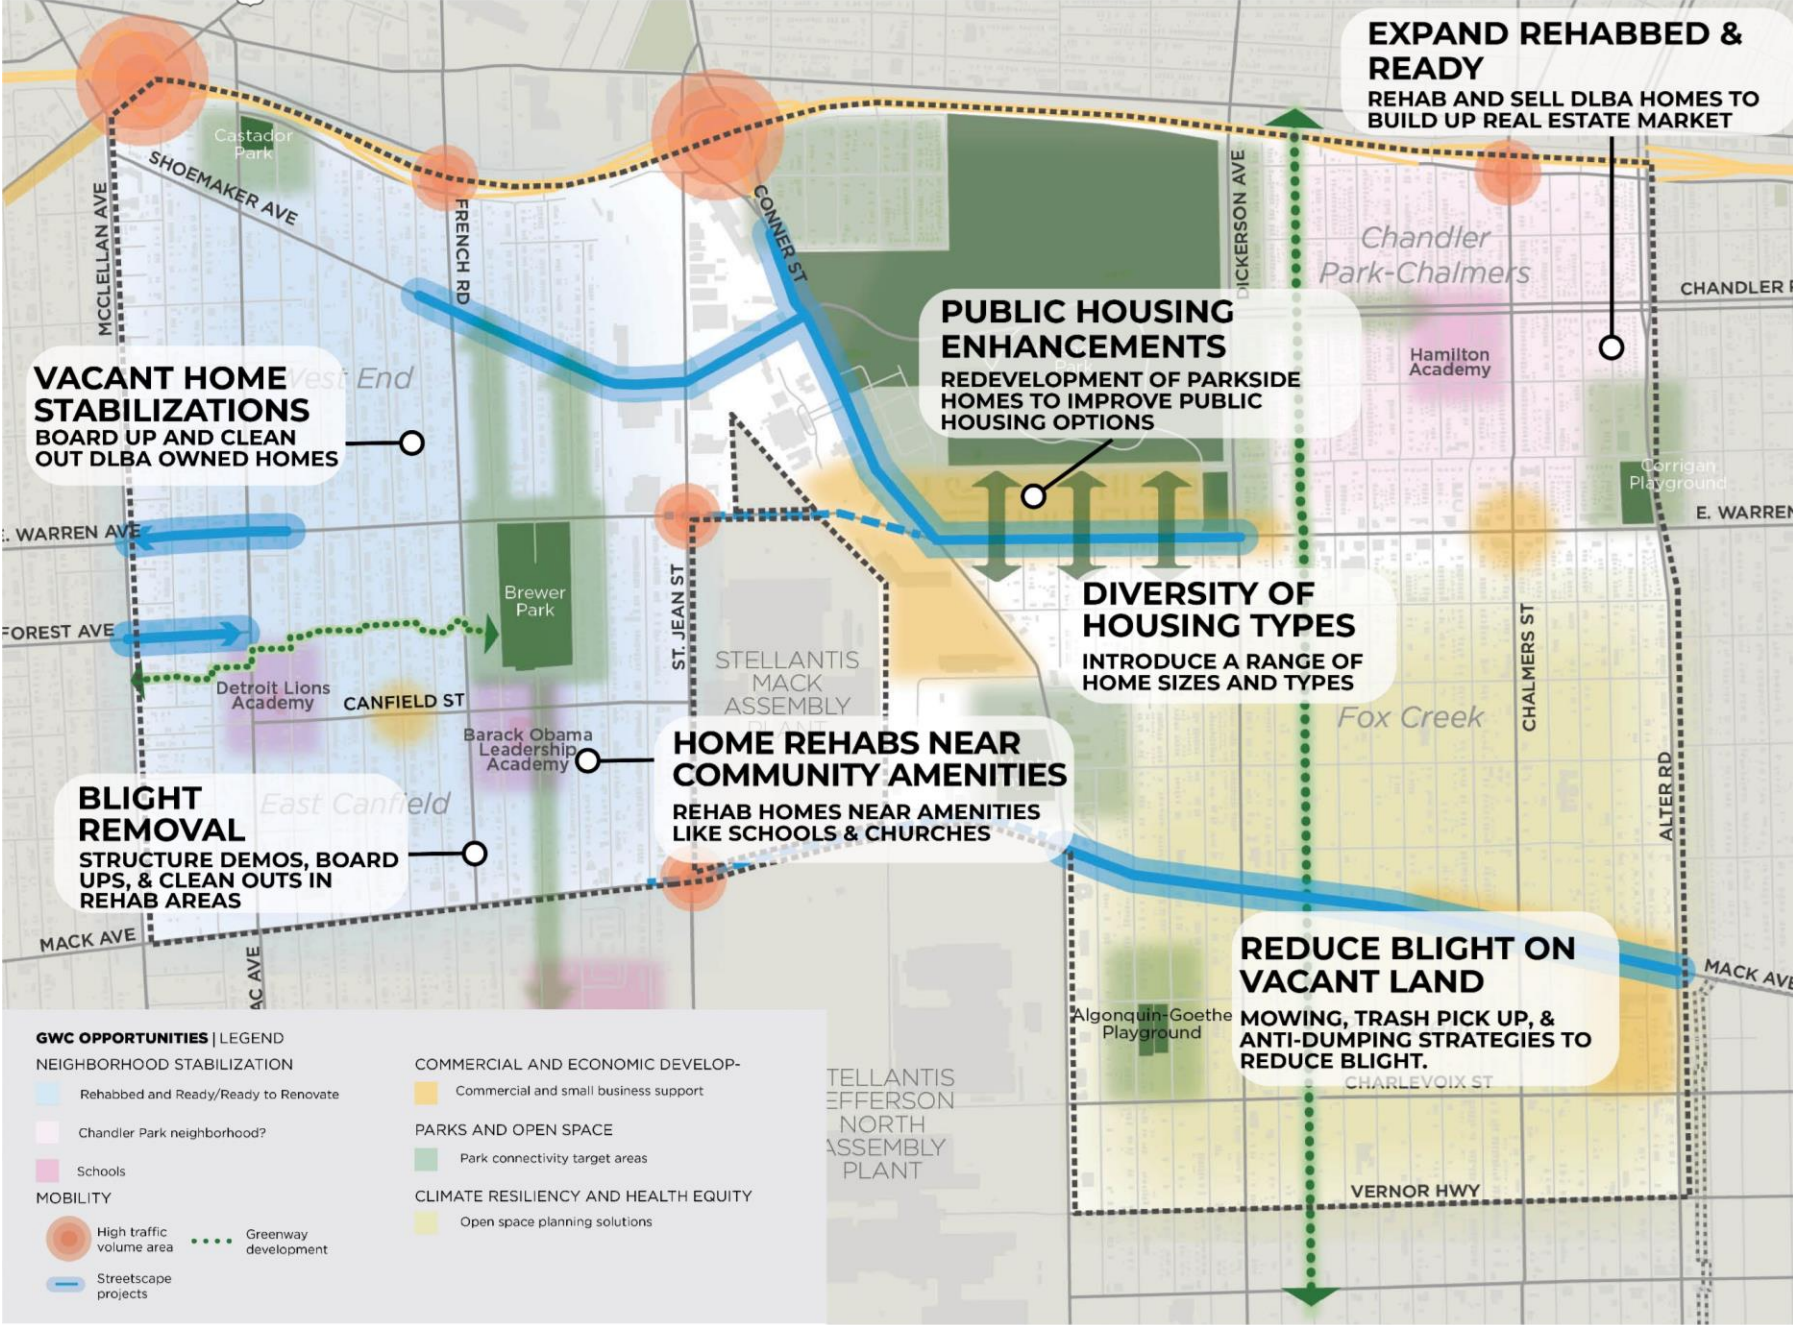 EXPAND REHABBED &
READY
REHAB AND SELL DLBA HOMES TO
BUILD UP REAL ESTATE MARKET
Castador
Park
SHOEMAKER AVE
MCCLELLAN AVE
FRENCH RD
CONNER ST
DICKERSON AVE
Chandler
Park-Chalmers
CHANDLER P
PUBLIC HOUSING
ENHANCEMENTS
REDEVELOPMENT OF PARKSIDE
HOMES TO IMPROVE PUBLIC
HOUSING OPTIONS
Park
Hamilton
Academy
West End
VACANT HOME
STABILIZATIONS
BOARD UP AND CLEAN
OUT DLBA OWNED HOMES
Corrigan
Playground
E. WARREN AVE
E. WARREN
Brewer
Park
ST. JEAN ST
DIVERSITY OF
HOUSING TYPES
INTRODUCE A RANGE OF
HOME SIZES AND TYPES
FOREST AVE
Detroit Lions
Academy
CANFIELD ST
STELLANTIS
MACK
ASSEMBLY
PLANT
Fox Creek
CHALMERS ST
Barack Obama
Leadership
Academy
HOME REHABS NEAR
COMMUNITY AMENITIES
REHAB HOMES NEAR AMENITIES
LIKE SCHOOLS & CHURCHES
ALTER RD
East Canfield
BLIGHT
REMOVAL
STRUCTURE DEMOS, BOARD
UPS, & CLEAN OUTS IN
REHAB AREAS
MACK AVE
AC AVE
REDUCE BLIGHT ON
VACANT LAND
MOWING, TRASH PICK UP, &
ANTI-DUMPING STRATEGIES TO
REDUCE BLIGHT.
MACK AVE
Algonquin-Goethe
Playground
CHARLEVOIX ST
TELLANTIS
EFFERSON
NORTH
ASSEMBLY
PLANT
VERNOR HWY
GWC OPPORTUNITIES | LEGEND
NEIGHBORHOOD STABILIZATION
Rehabbed and Ready/Ready to Renovate
Chandler Park neighborhood?
Schools
MOBILITY
High traffic
volume area
Greenway
development
Streetscape
projects
COMMERCIAL AND ECONOMIC DEVELOP-
Commercial and small business support
PARKS AND OPEN SPACE
Park connectivity target areas
CLIMATE RESILIENCY AND HEALTH EQUITY
Open space planning solutions